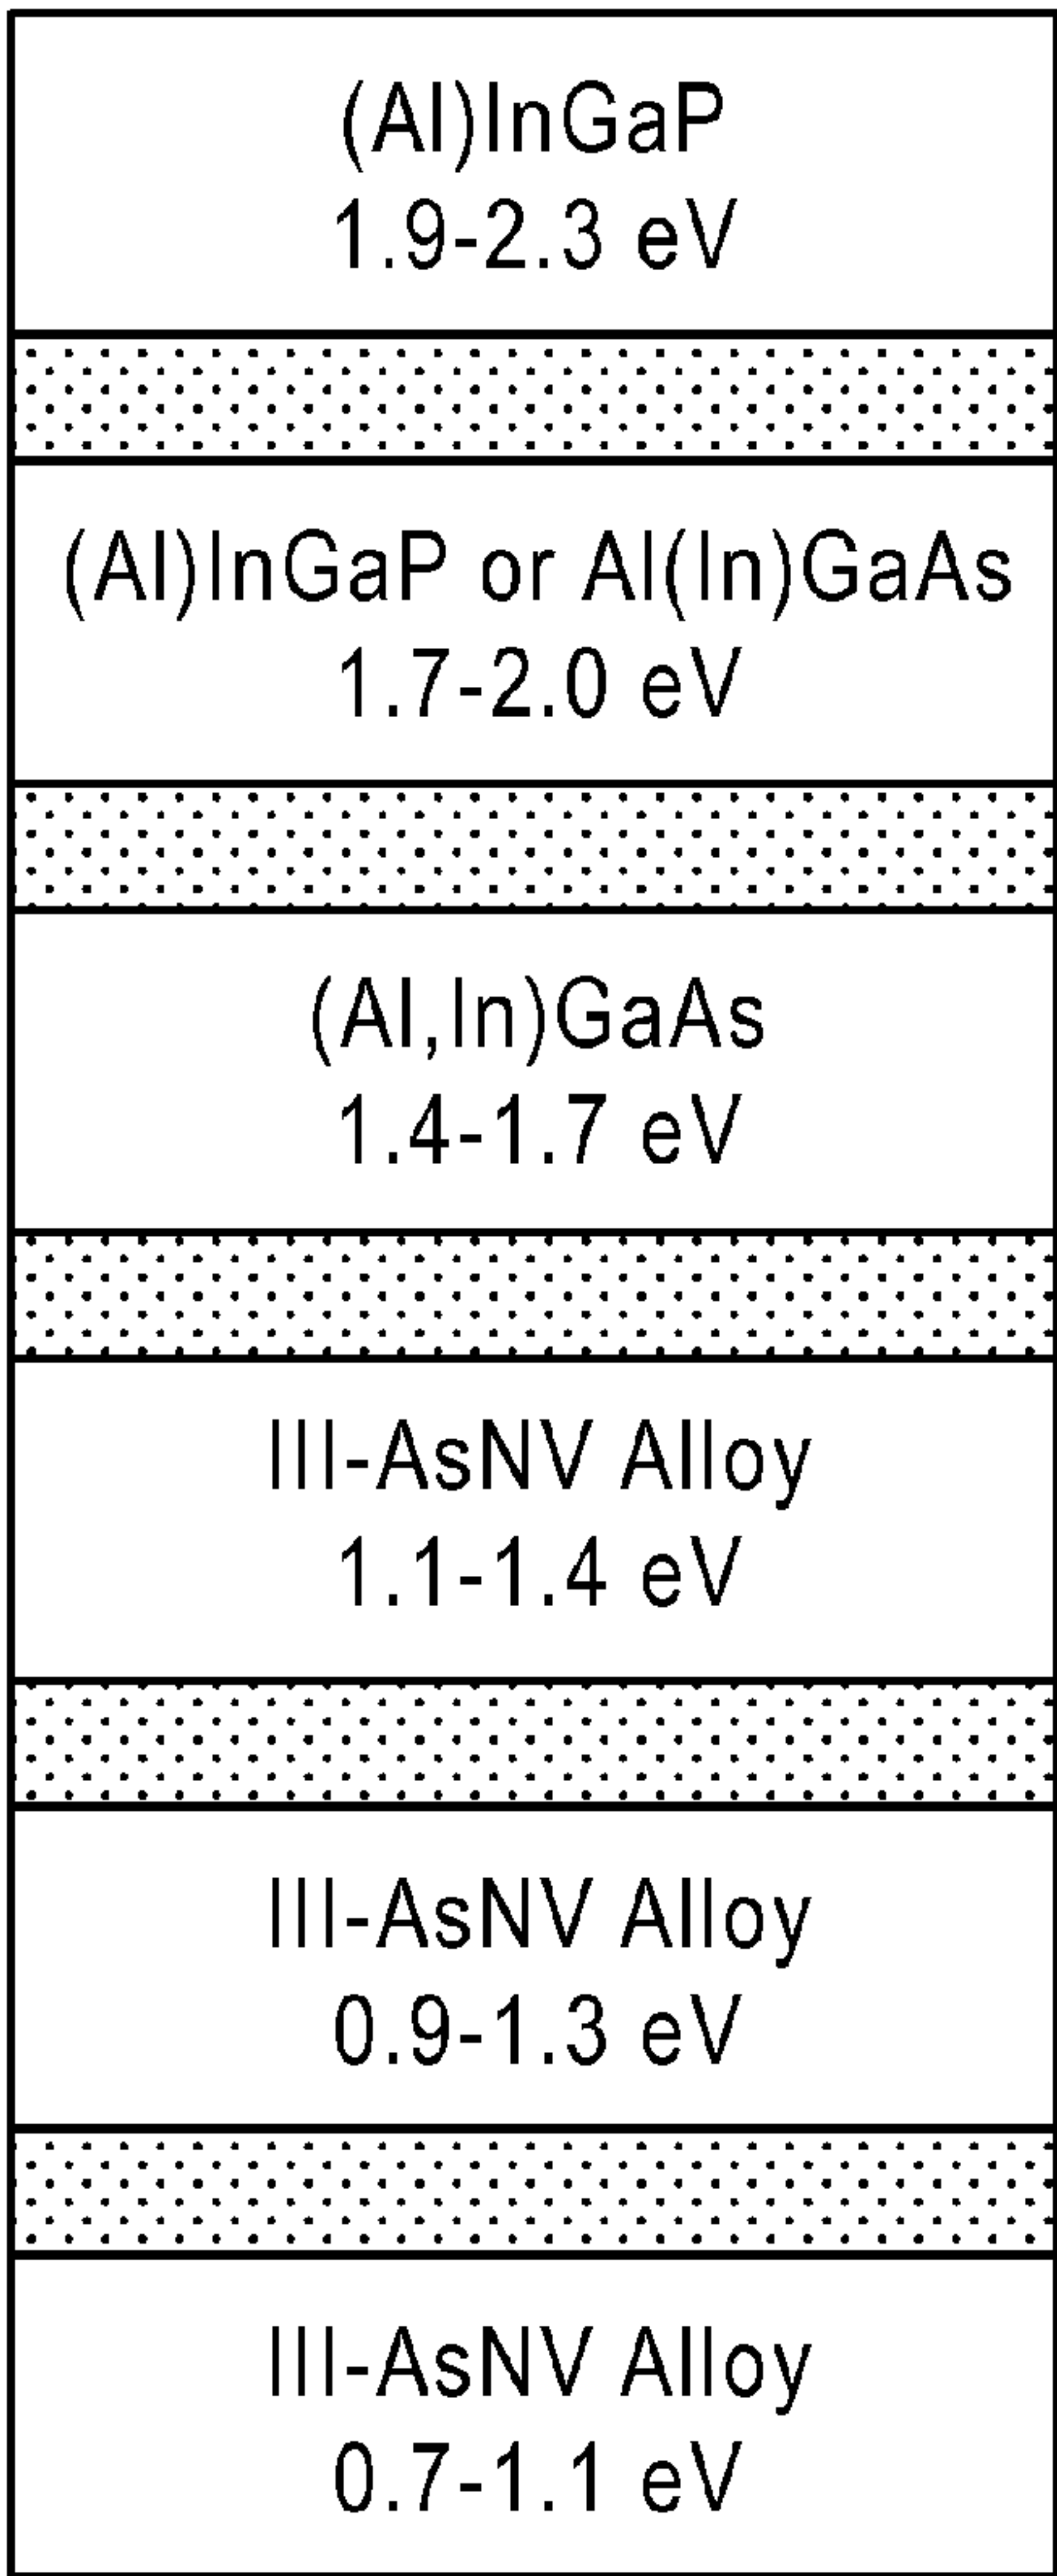 (Al)InGaP
1.9-2.3 eV
(Al)InGaP or Al(In)GaAs
1.7-2.0 eV
(Al,In)GaAs
1.4-1.7 eV
III-AsNV Alloy
1.1-1.4 eV
III-AsNV Alloy
0.9-1.3 eV
III-AsNV Alloy
0.7-1.1 eV